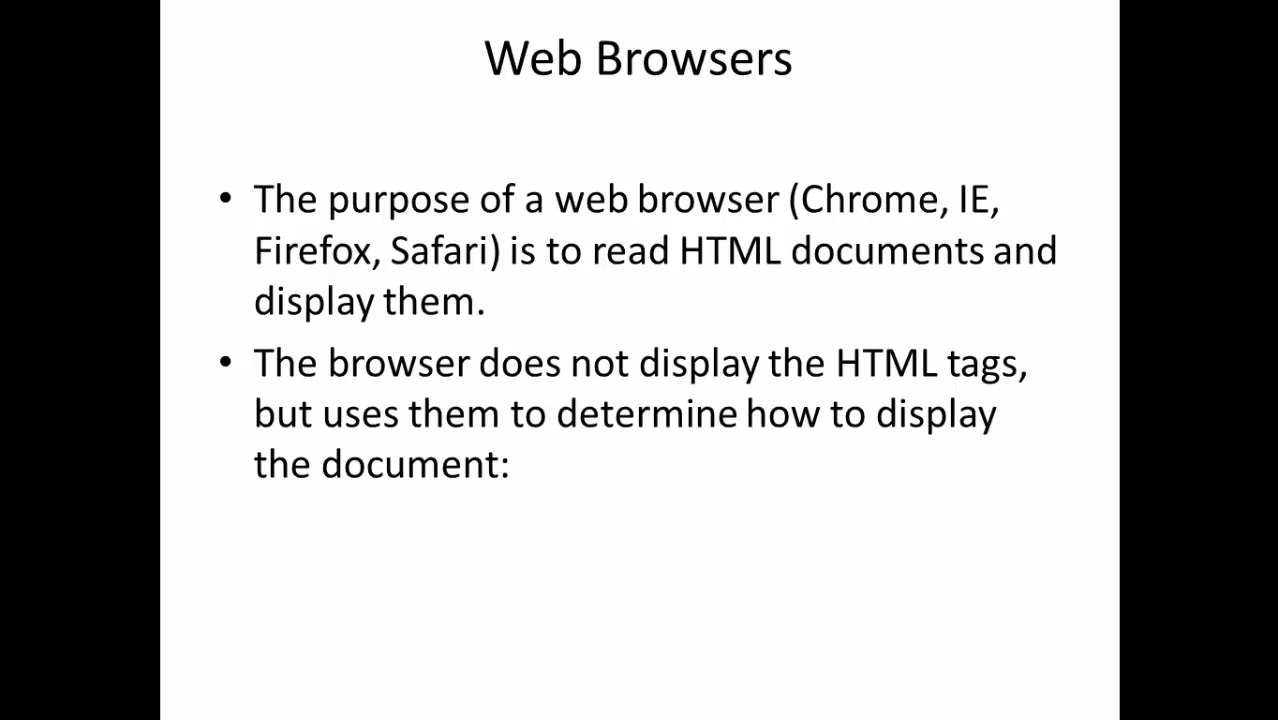 Web Browsers
• The purpose of a web browser (Chrome, IE,
Firefox, Safari) is to read HTML documents and
display them.
• The browser does not display the HTML tags,
but uses them to determine how to display
the document: